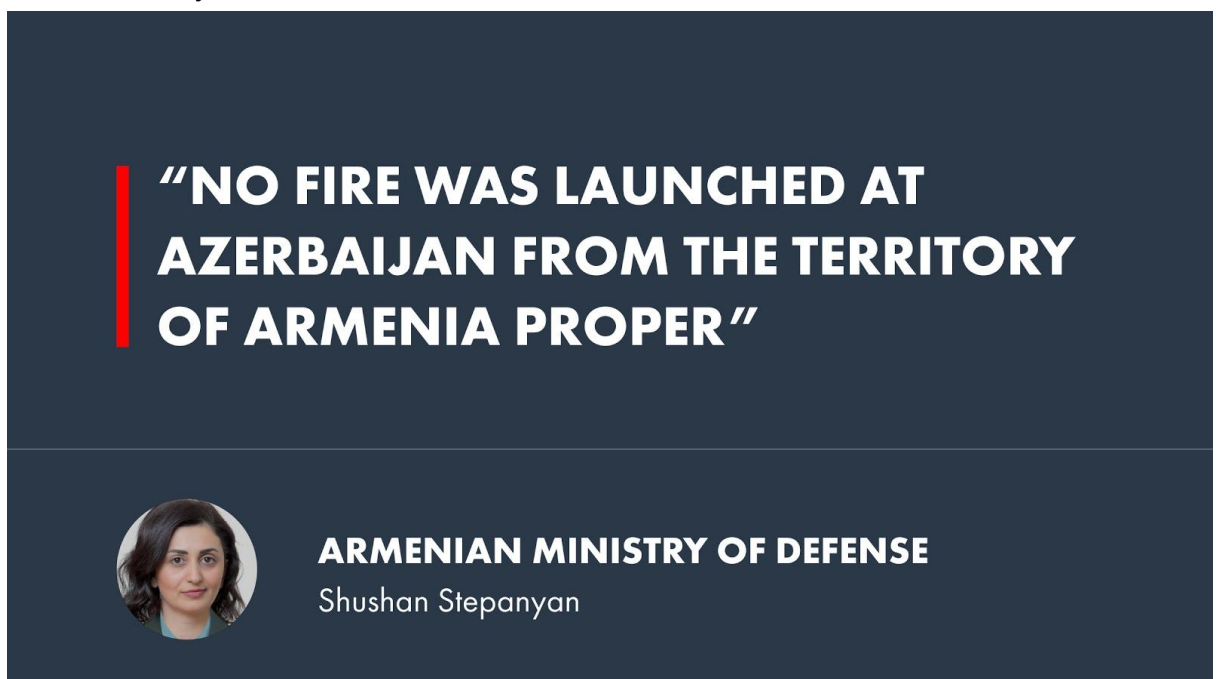 “NO FIRE WAS LAUNCHED AT
AZERBAIJAN FROM THE TERRITORY
OF ARMENIA PROPER”
ARMENIAN MINISTRY OF DEFENSE
Shushan Stepanyan